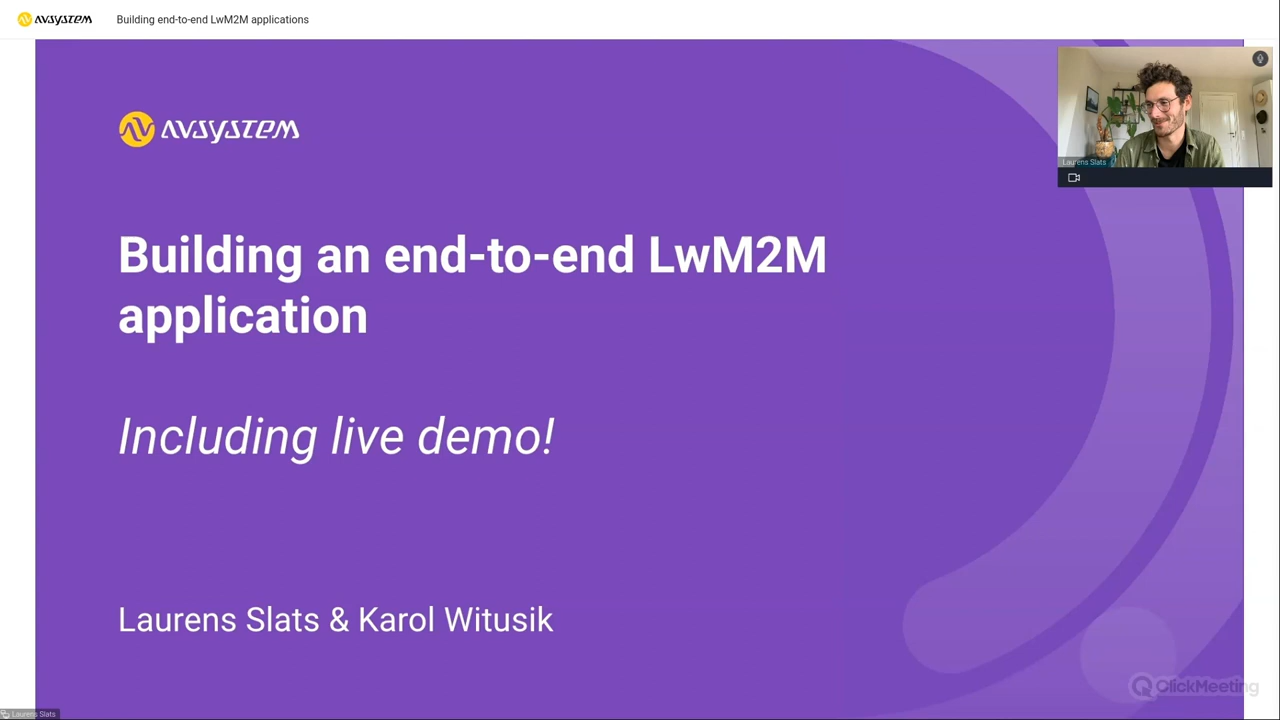 AVSYSTEM
Building end-to-end LwM2M applications
AVSYSTEM
Laurens Slats
Building an end-to-end LwM2M
application
Including live demo!
Laurens Slats & Karol Witusik
ClickMeeting
Laurens Slats